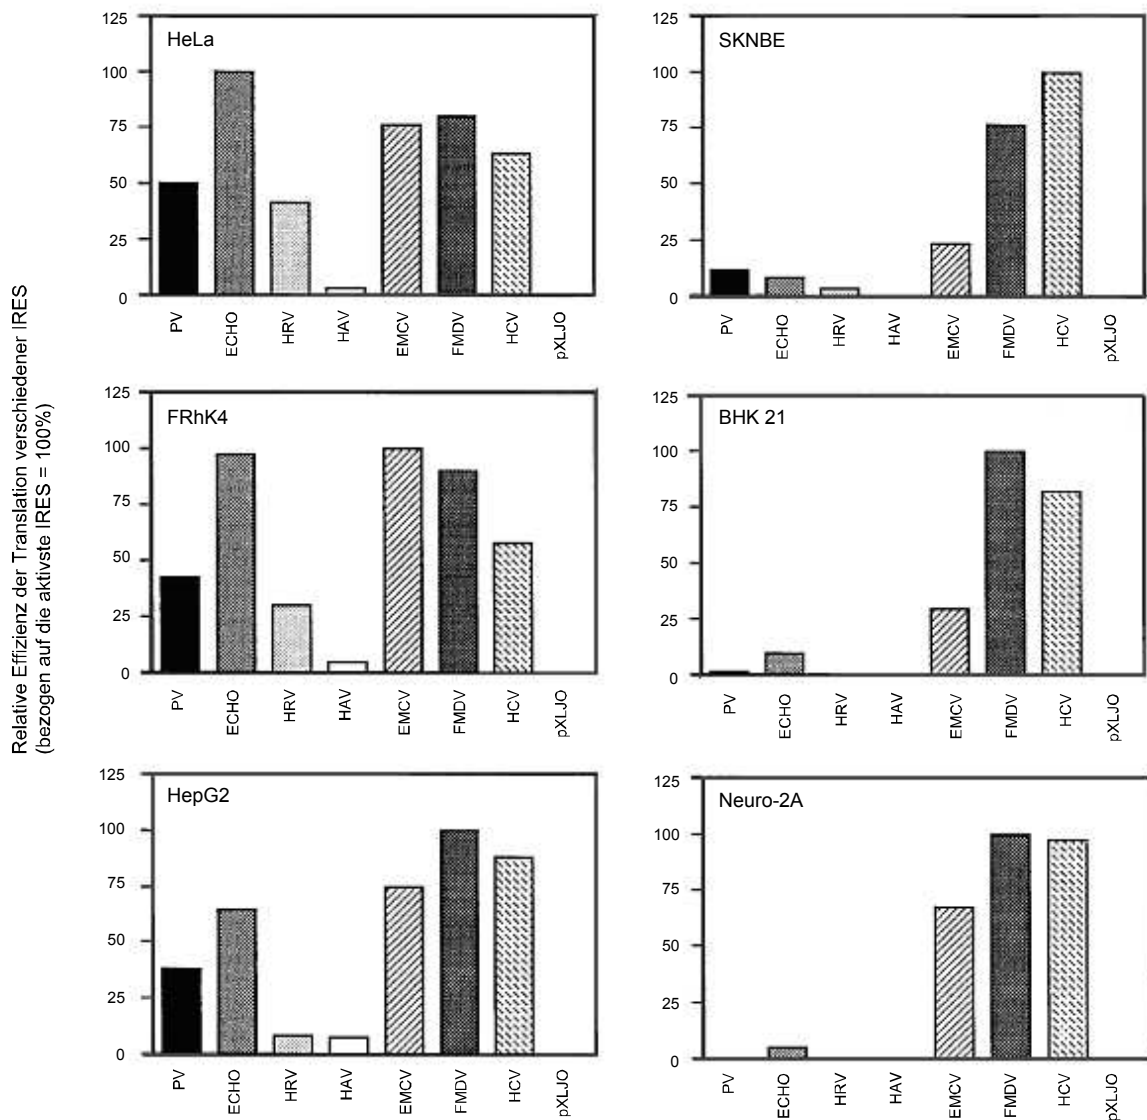 Relative Effizienz der Translation verschiedener IRES
(bezogen auf die aktivste IRES = 100%)
HeLa
125
100
75
50
25
0
PV
ECHO
HRV
HAV
EMCV
FMDV
HCV
pXLJO
SKNBE
125
100
75
50
25
0
PV
ECHO
HRV
HAV
EMCV
FMDV
HCV
pXLJO
FRhK4
125
100
75
50
25
0
PV
ECHO
HRV
HAV
EMCV
FMDV
HCV
pXLJO
BHK 21
125
100
75
50
25
0
PV
ECHO
HRV
HAV
EMCV
FMDV
HCV
pXLJO
HepG2
125
100
75
50
25
0
PV
ECHO
HRV
HAV
EMCV
FMDV
HCV
pXLJO
Neuro-2A
125
100
75
50
25
0
PV
ECHO
HRV
HAV
EMCV
FMDV
HCV
pXLJO